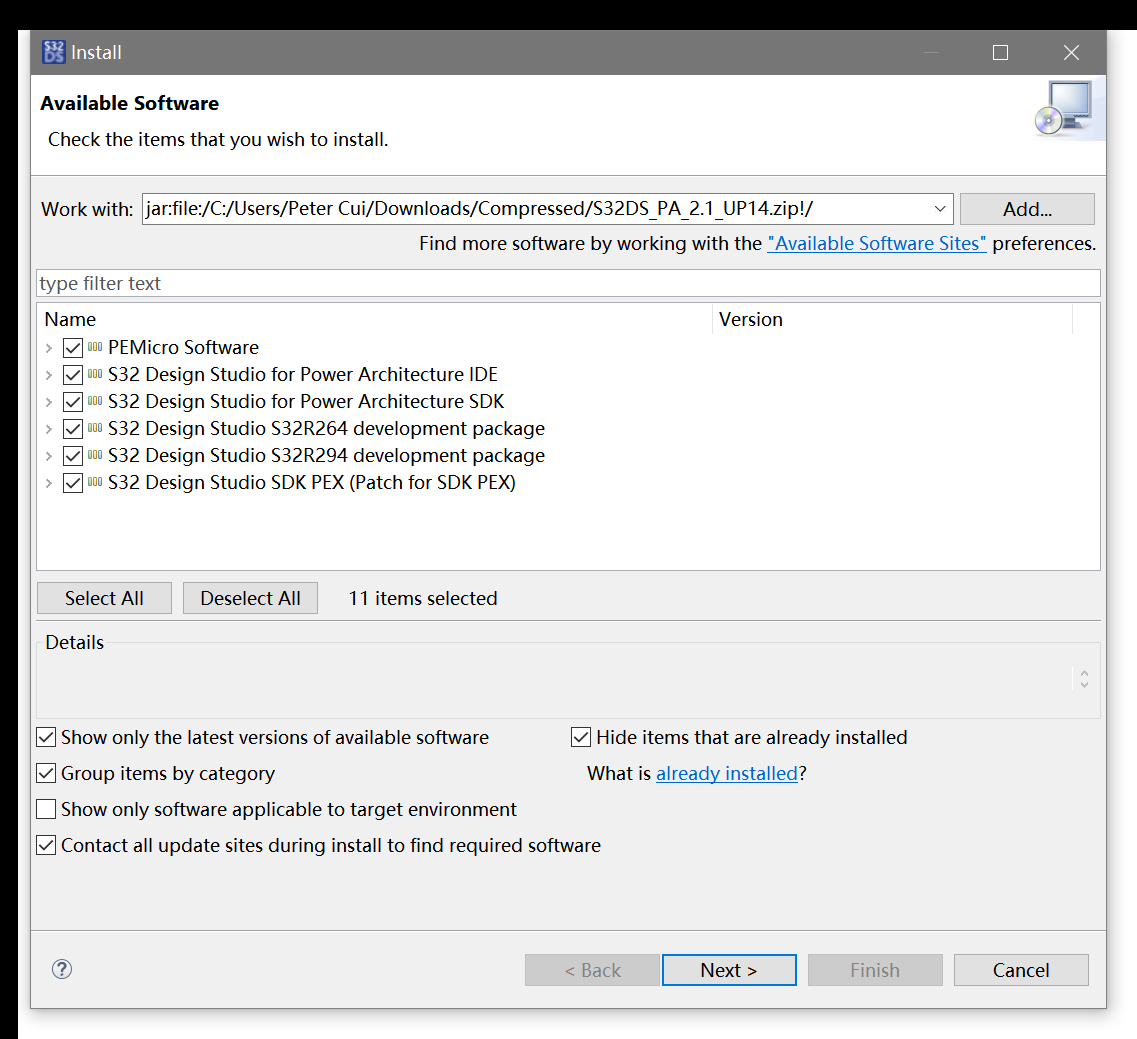 S32 DS Install
Available Software
Check the items that you wish to install.
Work with: jar:file:/C:/Users/Peter Cui/Downloads/Compressed/S32DS_PA_2.1_UP14.zip!/ Add...
Find more software by working with the "Available Software Sites" preferences.
type filter text
Name Version
PEMicro Software
S32 Design Studio for Power Architecture IDE
S32 Design Studio for Power Architecture SDK
S32 Design Studio S32R264 development package
S32 Design Studio S32R294 development package
S32 Design Studio SDK PEX (Patch for SDK PEX)
Select All Deselect All 11 items selected
Details
Show only the latest versions of available software Hide items that are already installed
Group items by category What is already installed?
Show only software applicable to target environment
Contact all update sites during install to find required software
? < Back Next > Finish Cancel